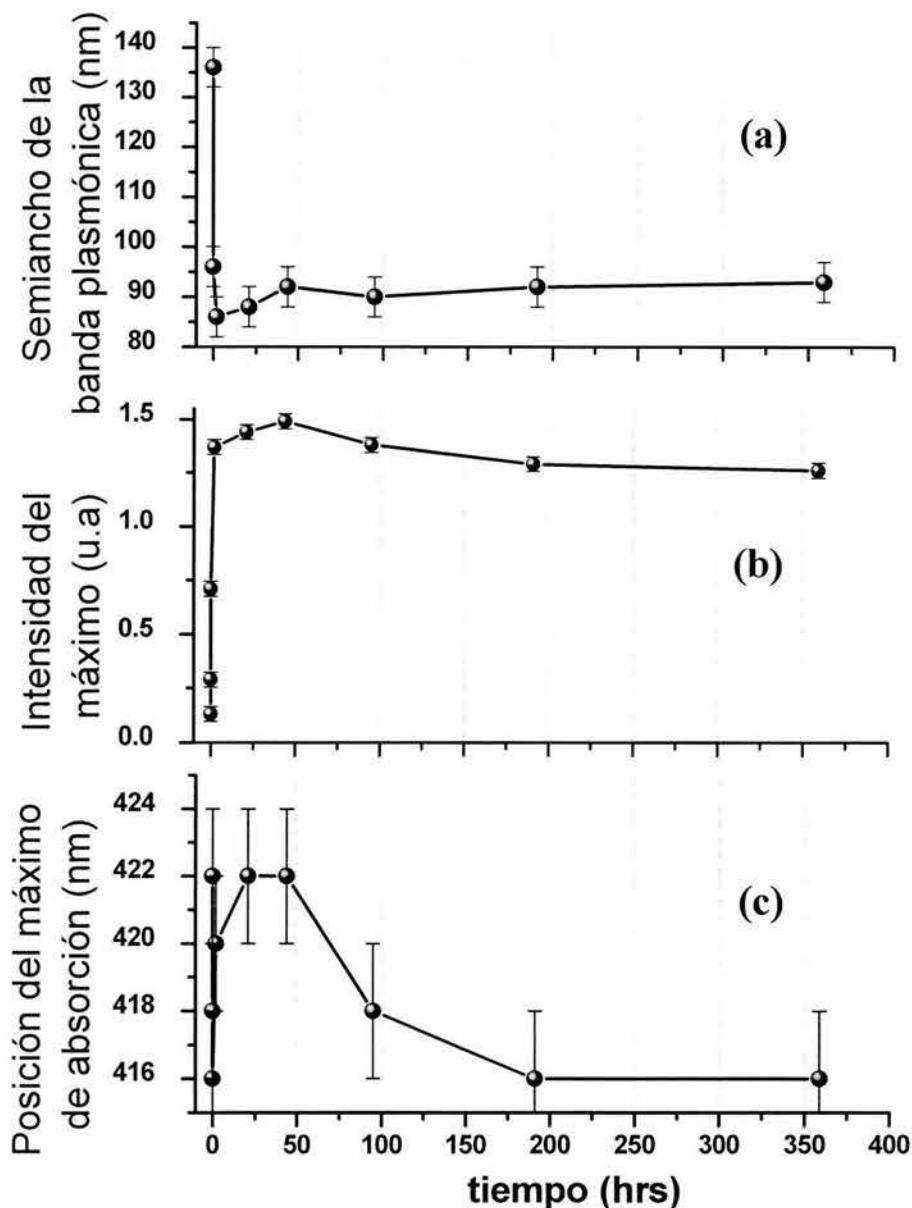 Semiancho de la
banda plasmónica (nm)
140
130
120
110
100
90
80
(a)
Intensidad del
máximo (u.a)
1.5
1.0
0.5
0.0
(b)
Posición del máximo
de absorción (nm)
424
422
420
418
416
(c)
0 50 100 150 200 250 300 350 400
tiempo (hrs)